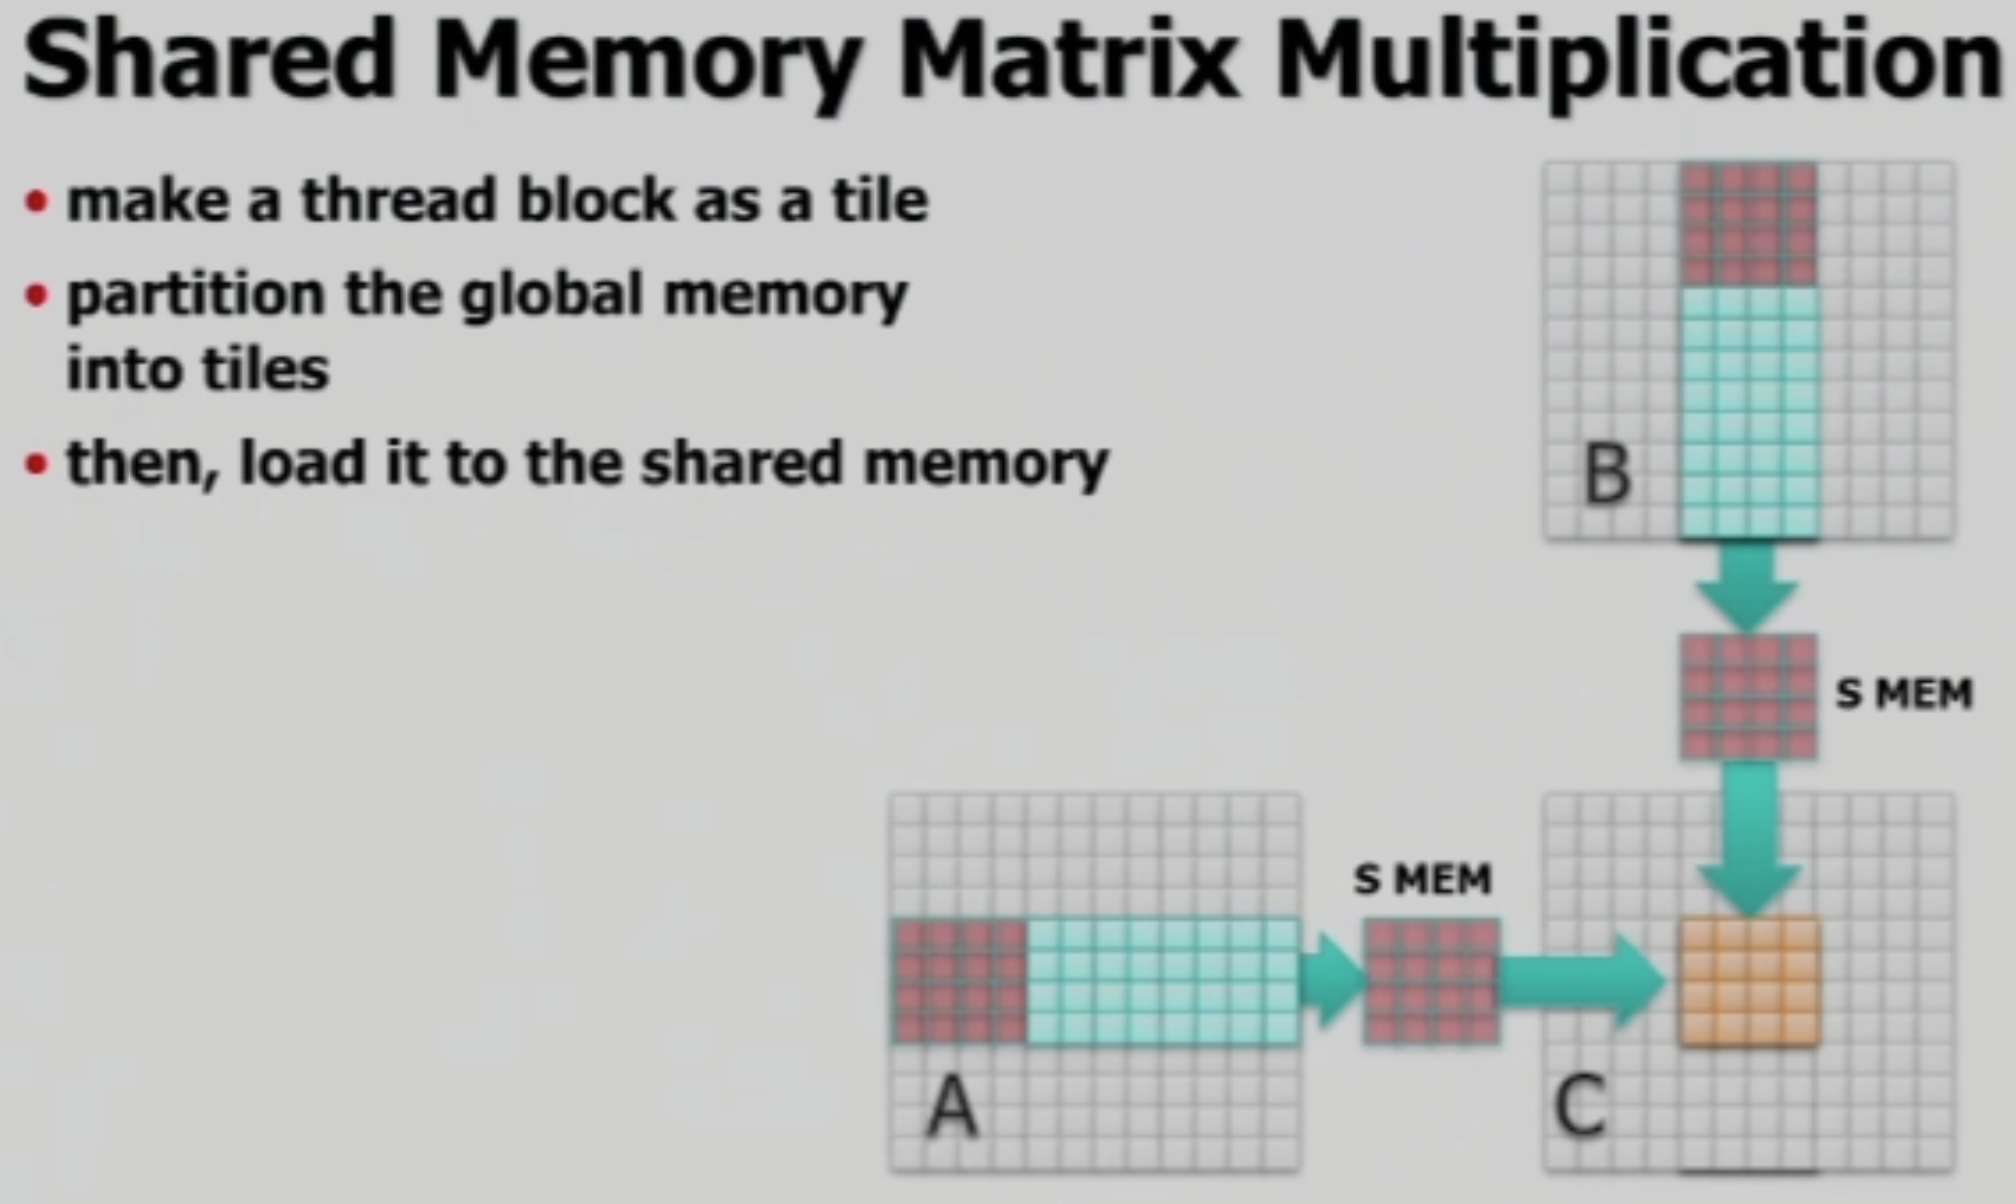 Shared Memory Matrix Multiplication
• make a thread block as a tile
• partition the global memory
into tiles
• then, load it to the shared memory
B
S MEM
S MEM
A
C